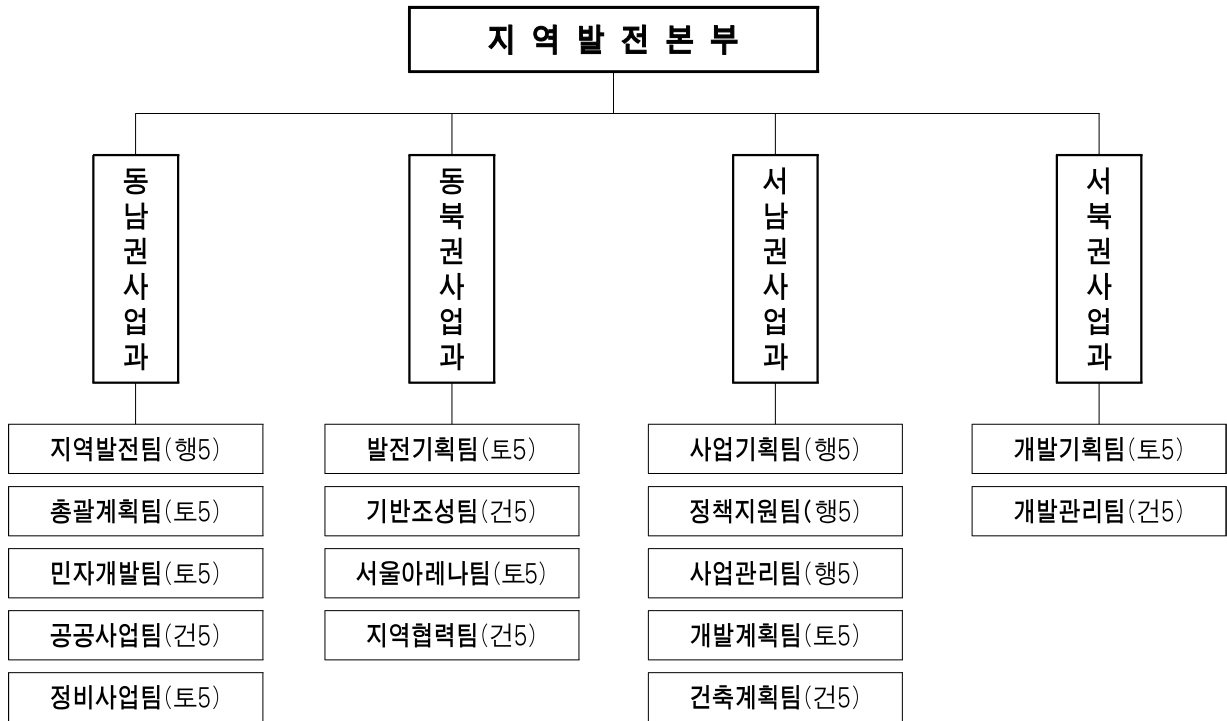 지 역 발 전 본 부
동남권사업과
동북권사업과
서남권사업과
서북권사업과
지역발전팀(행5)
총괄계획팀(토5)
민자개발팀(토5)
공공사업팀(건5)
정비사업팀(토5)
발전기획팀(토5)
기반조성팀(건5)
서울아레나팀(토5)
지역협력팀(건5)
사업기획팀(행5)
정책지원팀(행5)
사업관리팀(행5)
개발계획팀(토5)
건축계획팀(건5)
개발기획팀(토5)
개발관리팀(건5)